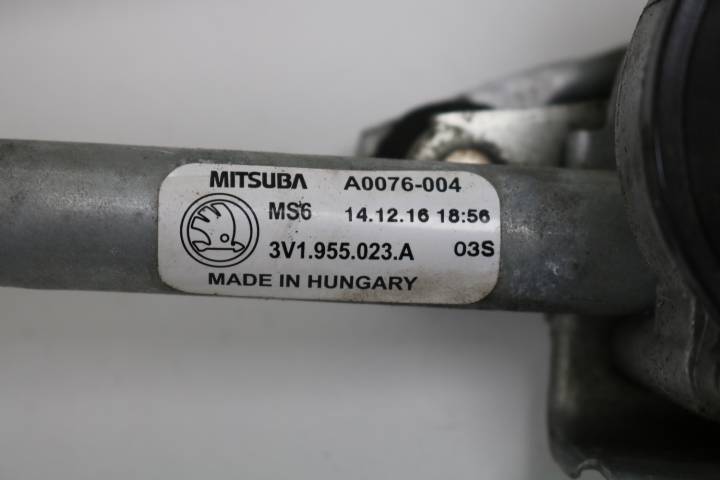 MITSUBA A0076-004
MS6 14.12.16 18:56
3V1.955.023.A 03S
MADE IN HUNGARY